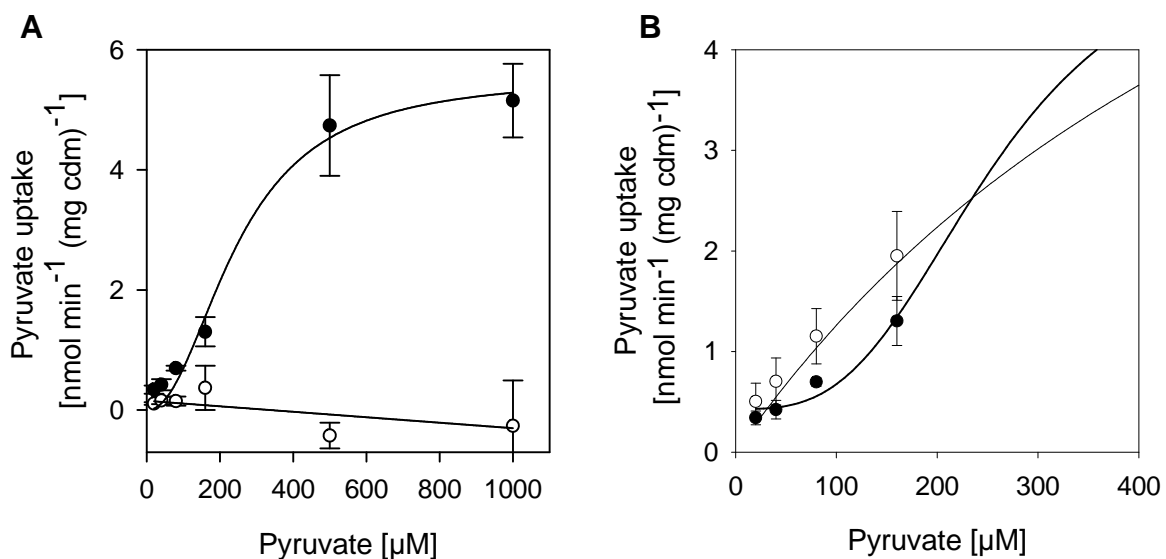 A
Pyruvate uptake
[nmol min⁻¹ (mg cdm)⁻¹]
6
4
2
0
0 200 400 600 800 1000
Pyruvate [µM]
B
Pyruvate uptake
[nmol min⁻¹ (mg cdm)⁻¹]
4
3
2
1
0
0 100 200 300 400
Pyruvate [µM]